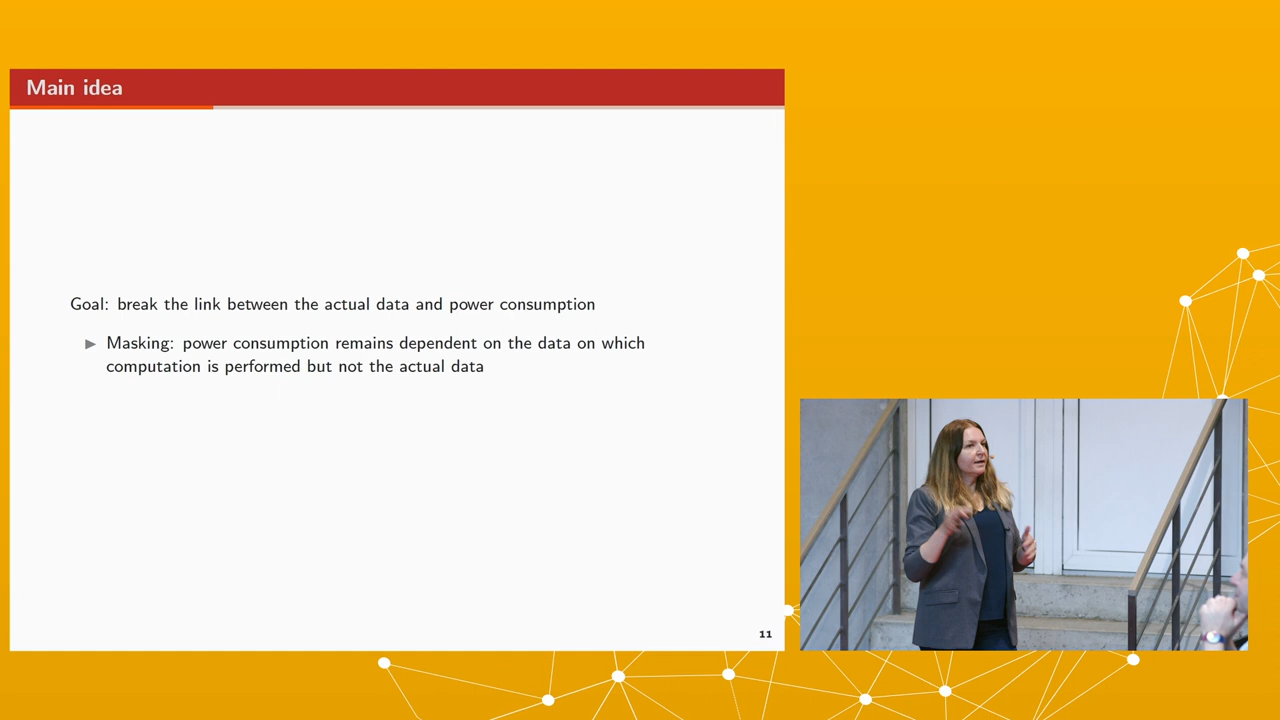 Main idea
Goal: break the link between the actual data and power consumption
▶ Masking: power consumption remains dependent on the data on which
computation is performed but not the actual data
11